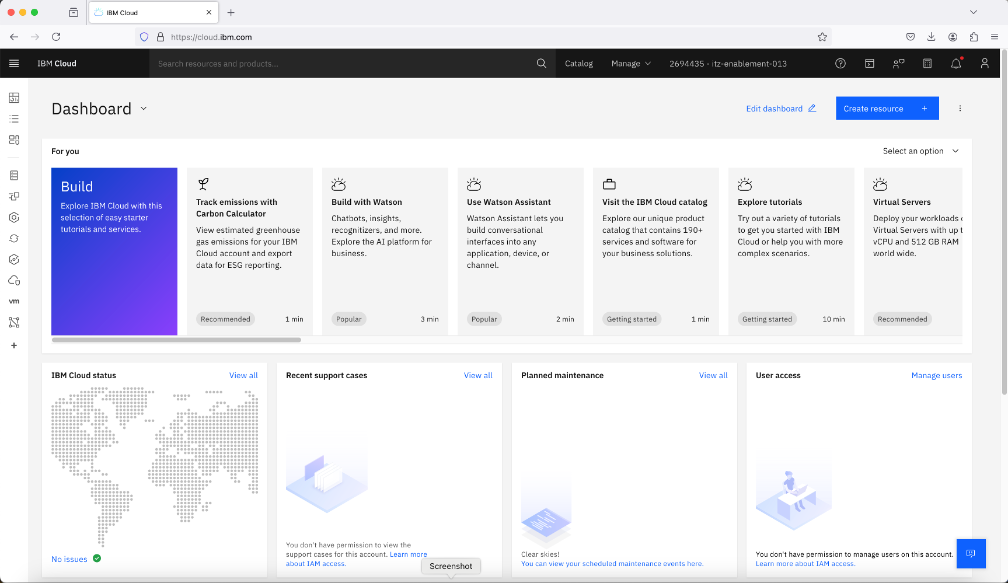 IBM Cloud
https://cloud.ibm.com
IBM Cloud
Search resources and products...
Catalog
Manage
2694435 - itz-enablement-013
Dashboard
Edit dashboard
Create resource +
For you
Select an option
Build
Explore IBM Cloud with this
selection of easy starter
tutorials and services.
Track emissions with
Carbon Calculator
View estimated greenhouse
gas emissions for your IBM
Cloud account and export
data for ESG reporting.
Recommended
1 min
Build with Watson
Chatbots, insights,
recognizers, and more.
Explore the AI platform for
business.
Popular
3 min
Use Watson Assistant
Watson Assistant lets you
build conversational
interfaces into any
application, device, or
channel.
Popular
2 min
Visit the IBM Cloud catalog
Explore our unique product
catalog that contains 190+
services and software for
your business solutions.
Getting started
1 min
Explore tutorials
Try out a variety of tutorials
to get you started with IBM
Cloud or help you with more
complex scenarios.
Getting started
10 min
Virtual Servers
Deploy your workloads
Servers with up
vCPU and 512 GB RAM
world wide.
Recommended
vm
IBM Cloud status
View all
No issues
Recent support cases
View all
You don't have permission to view the
support cases for this account. Learn more
about IAM access.
Planned maintenance
View all
Clear skies!
You can view your scheduled maintenance events here.
User access
Manage users
You don't have permission to manage users on this account.
Learn more about IAM access.
Screenshot